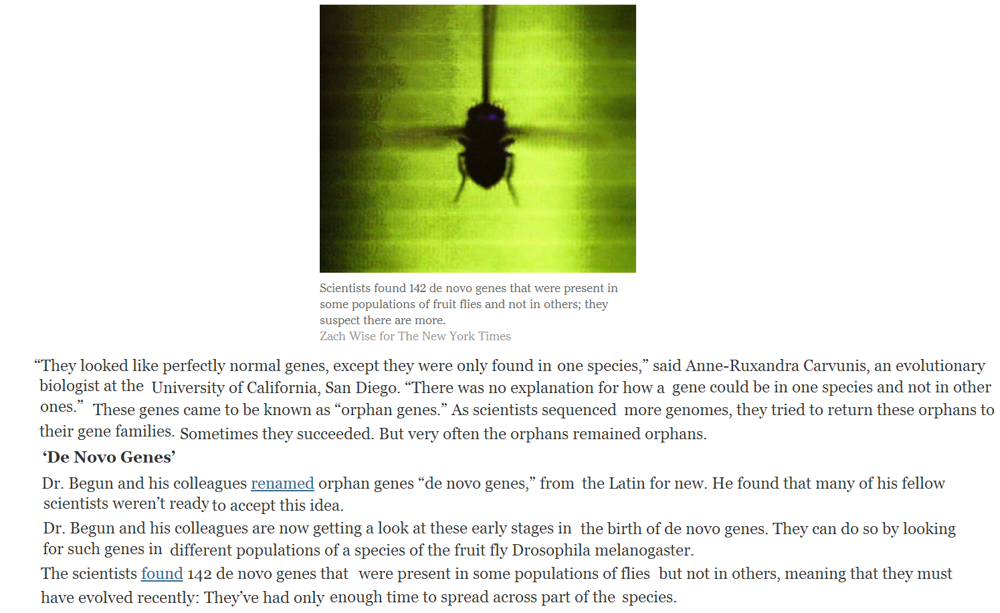 Scientists found 142 de novo genes that were present in
some populations of fruit flies and not in others; they
suspect there are more.
Zach Wise for The New York Times
“They looked like perfectly normal genes, except they were only found in one species,” said Anne-Ruxandra Carvunis, an evolutionary
biologist at the University of California, San Diego. “There was no explanation for how a gene could be in one species and not in other
ones.” These genes came to be known as “orphan genes.” As scientists sequenced more genomes, they tried to return these orphans to
their gene families. Sometimes they succeeded. But very often the orphans remained orphans.
‘De Novo Genes’
Dr. Begun and his colleagues renamed orphan genes “de novo genes,” from the Latin for new. He found that many of his fellow
scientists weren’t ready to accept this idea.
Dr. Begun and his colleagues are now getting a look at these early stages in the birth of de novo genes. They can do so by looking
for such genes in different populations of a species of the fruit fly Drosophila melanogaster.
The scientists found 142 de novo genes that were present in some populations of flies but not in others, meaning that they must
have evolved recently: They’ve had only enough time to spread across part of the species.